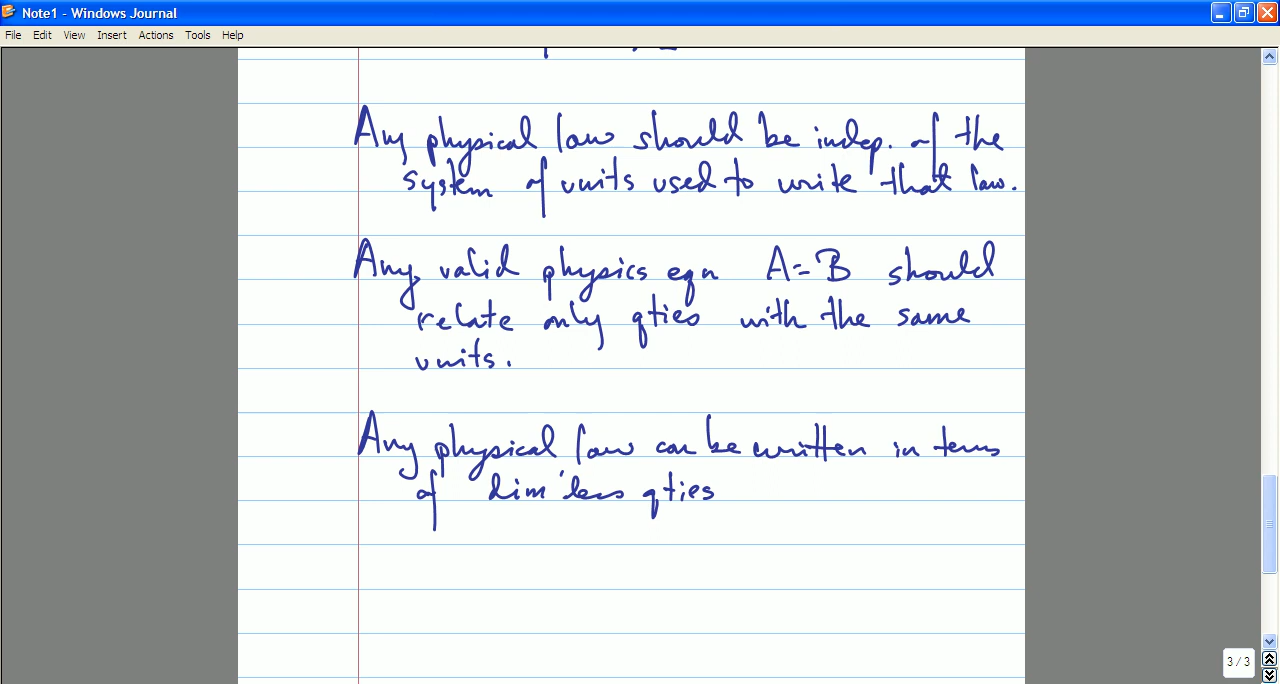 Note1 - Windows Journal
File Edit View Insert Actions Tools Help
Any physical law should be indep. of the
system of units used to write that law.
Any valid physics eqn A=B should
relate only qties with the same
units.
Any physical law can be written in terms
of dim'less qties
3 / 3